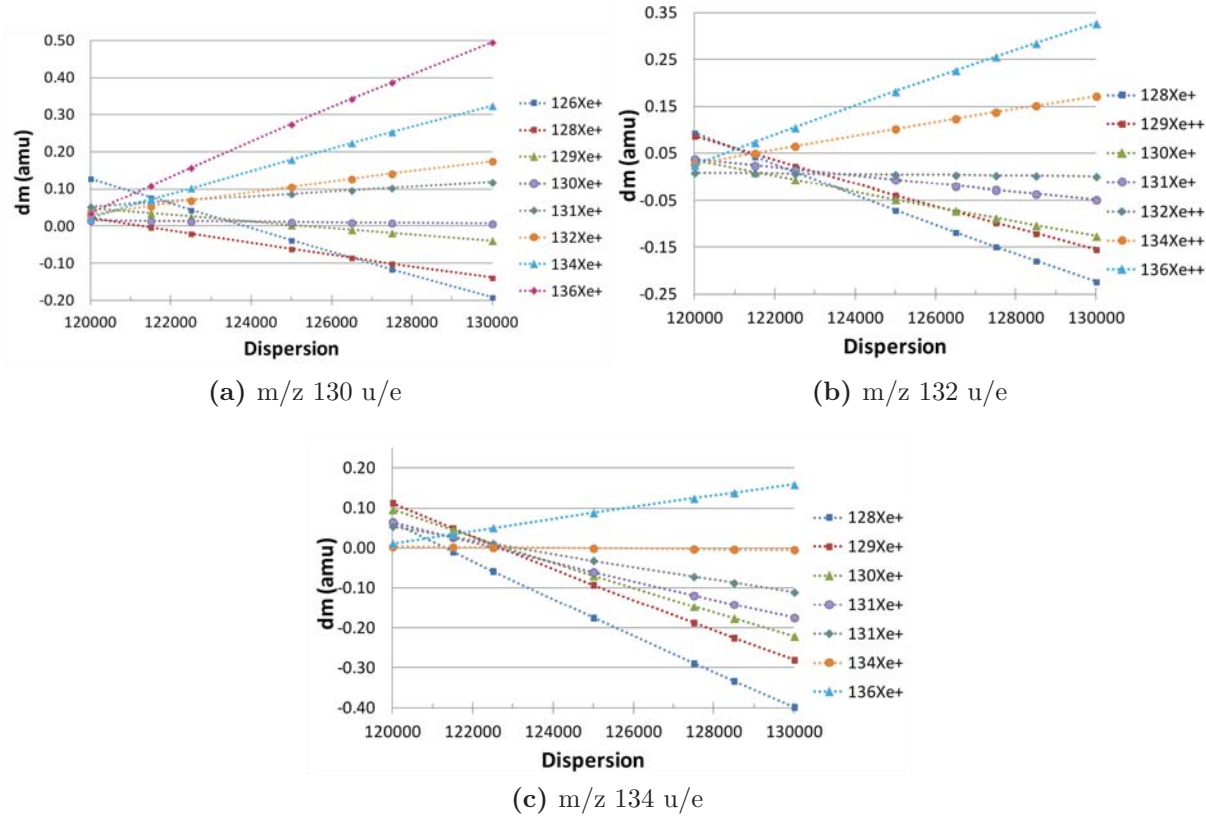 0.50
0.40
0.30
0.20
0.10
0.00
-0.10
-0.20
dm (amu)
120000 122000 124000 126000 128000 130000
Dispersion
126Xe+
128Xe+
129Xe+
130Xe+
131Xe+
132Xe+
134Xe+
136Xe+
(a) m/z 130 u/e
0.35
0.25
0.15
0.05
-0.05
-0.15
-0.25
dm (amu)
120000 122000 124000 126000 128000 130000
Dispersion
128Xe+
129Xe++
130Xe+
131Xe+
132Xe++
134Xe++
136Xe++
(b) m/z 132 u/e
0.20
0.10
0.00
-0.10
-0.20
-0.30
-0.40
dm (amu)
120000 122000 124000 126000 128000 130000
Dispersion
128Xe+
129Xe+
130Xe+
131Xe+
131Xe+
134Xe+
136Xe+
(c) m/z 134 u/e